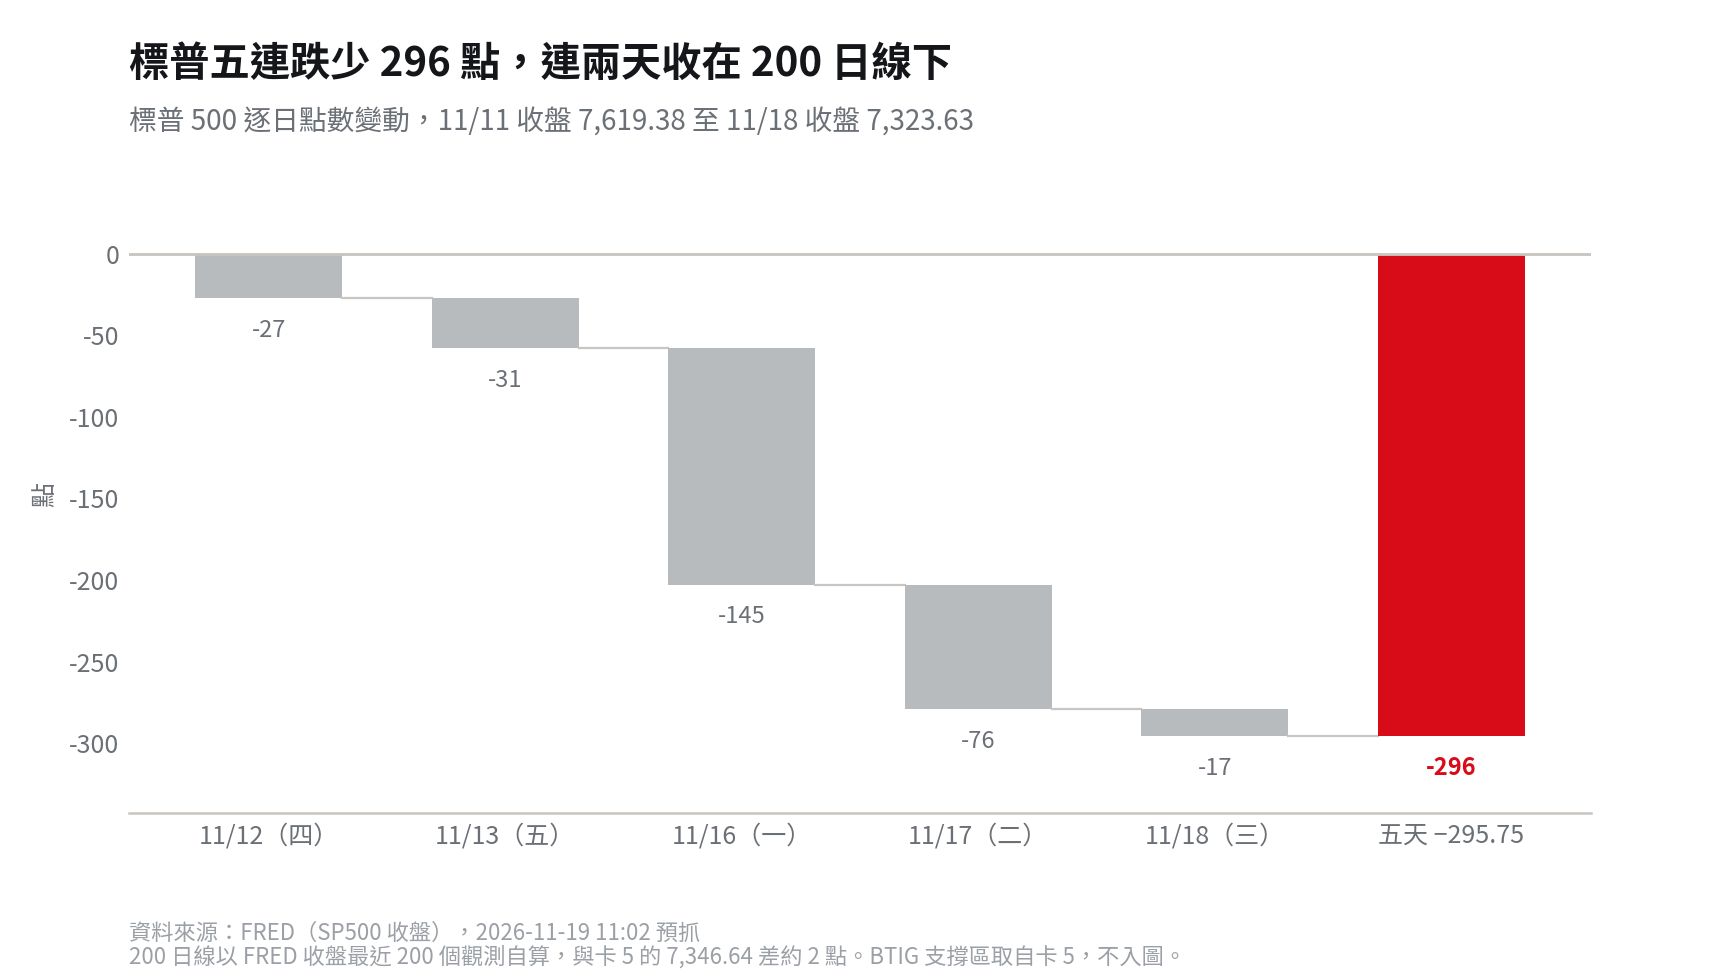 標普五連跌少 296 點，連兩天收在 200 日線下
標普 500 逐日點數變動，11/11 收盤 7,619.38 至 11/18 收盤 7,323.63
0
-50
-100
-150
-200
-250
-300
點
-27
-31
-145
-76
-17
-296
11/12（四）
11/13（五）
11/16（一）
11/17（二）
11/18（三）
五天 −295.75
資料來源：FRED（SP500 收盤），2026-11-19 11:02 預抓
200 日線以 FRED 收盤最近 200 個觀測自算，與卡 5 的 7,346.64 差約 2 點。BTIG 支撐區取自卡 5，不入圖。